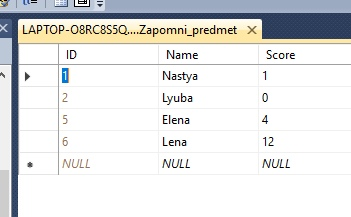 LAPTOP-O8RC8S5Q,....Zapomni_predmet
ID Name Score
1 Nastya 1
2 Lyuba 0
5 Elena 4
6 Lena 12
NULL NULL NULL